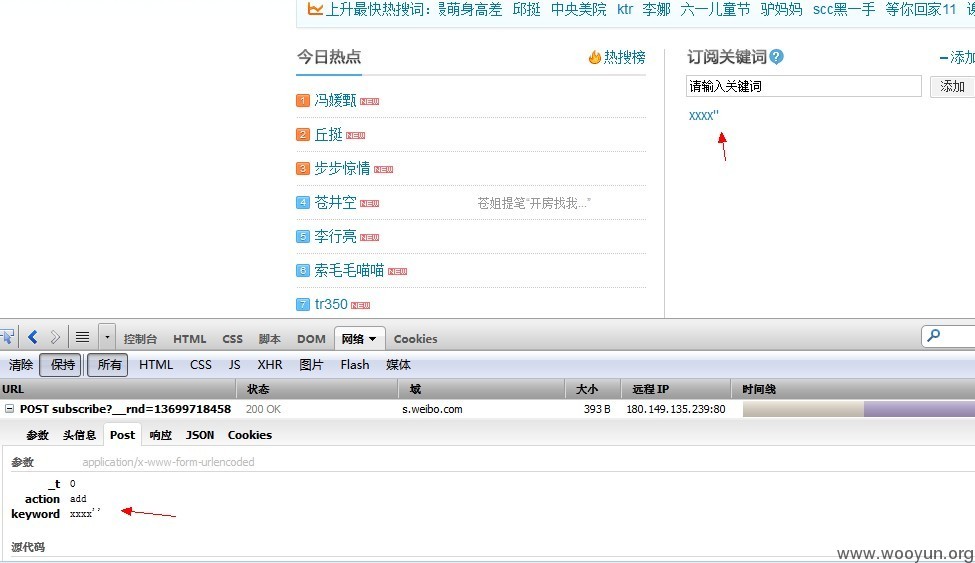 上升最快热搜词: 最萌身高差 邱挺 中央美院 ktr 李娜 六一儿童节 驴妈妈 scc黑一手 等你回家11
今日热点 热搜榜
1 冯媛甄 NEW
2 丘挺 NEW
3 步步惊情 NEW
4 苍井空 NEW 苍姐提笔“开房找我...”
5 李行亮 NEW
6 索毛毛喵喵 NEW
7 tr350 NEW
订阅关键词 ? −添加
请输入关键词 添加
xxxx''
控制台 HTML CSS 脚本 DOM 网络 Cookies
清除 保持 所有 HTML CSS JS XHR 图片 Flash 媒体
URL 状态 域 大小 远程 IP 时间线
POST subscribe?__rnd=13699718458 200 OK s.weibo.com 393 B 180.149.135.239:80
参数 头信息 Post 响应 JSON Cookies
参数 application/x-www-form-urlencoded
_t 0
action add
keyword xxxx''
源代码
www.wooyun.org